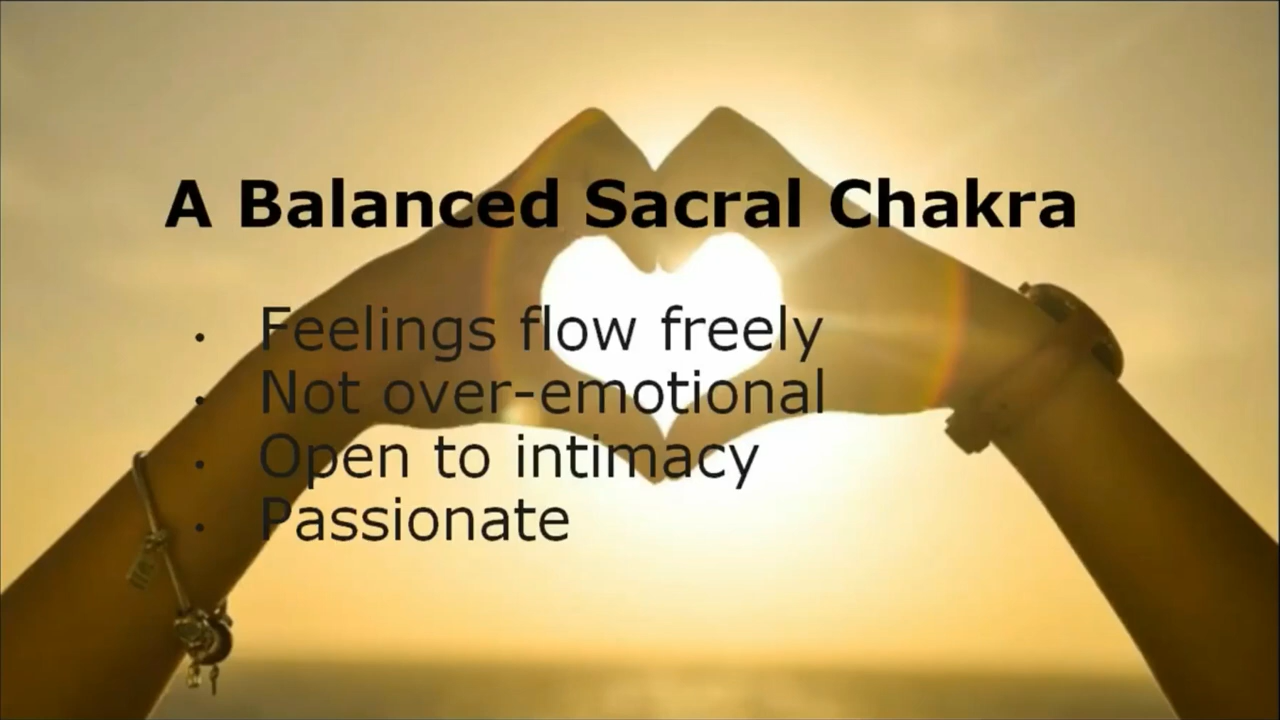 A Balanced Sacral Chakra
• Feelings flow freely
• Not over-emotional
• Open to intimacy
• Passionate